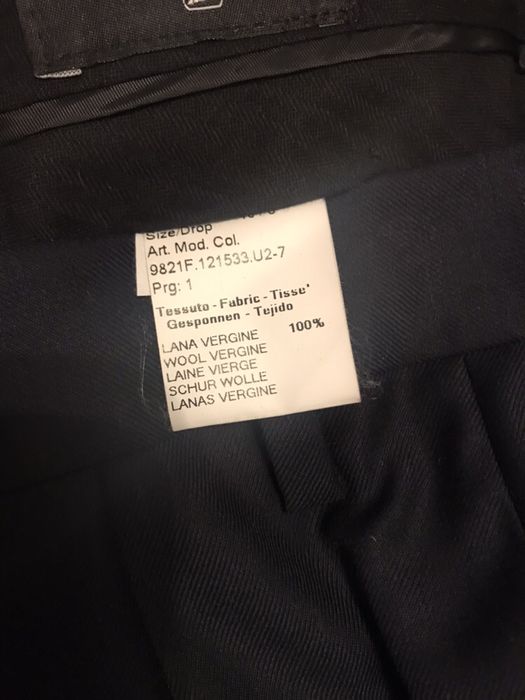 Size/Drop
Art. Mod. Col.
9821F.121533.U2-7
Prg: 1
Tessuto - Fabric - Tisse'
Gesponnen - Tejido
100%
LANA VERGINE
WOOL VERGINE
LAINE VIERGE
SCHUR WOLLE
LANAS VERGINE